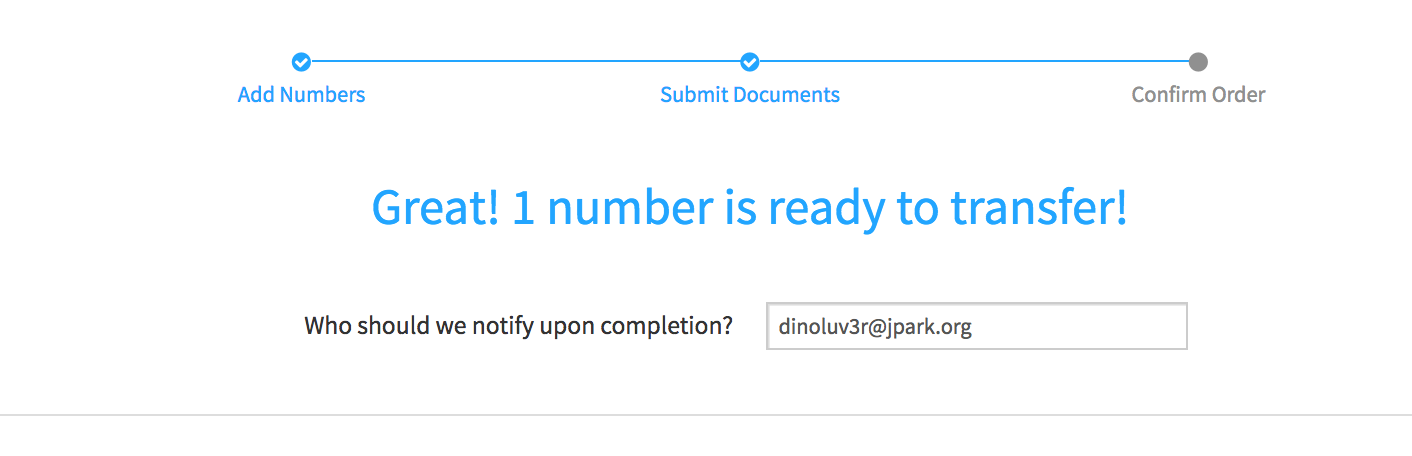 Add Numbers
Submit Documents
Confirm Order
Great! 1 number is ready to transfer!
Who should we notify upon completion?
dinoluv3r@jpark.org